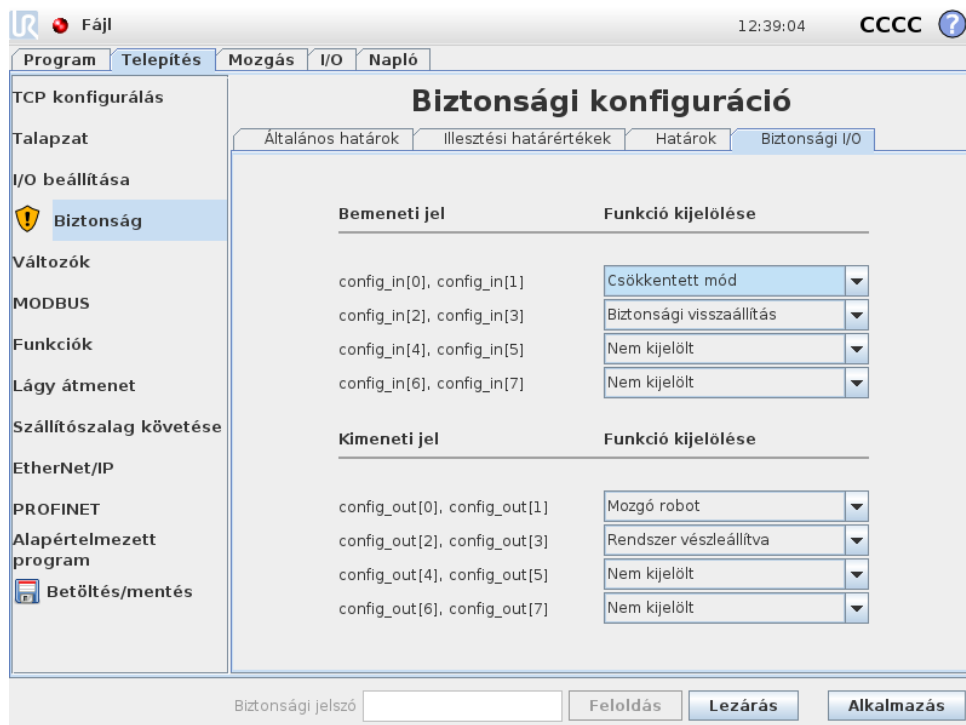 UR Fájl 12:39:04 CCCC ?
Program Telepítés Mozgás I/O Napló
TCP konfigurálás
Talapzat
I/O beállítása
Biztonság
Változók
MODBUS
Funkciók
Lágy átmenet
Szállítószalag követése
EtherNet/IP
PROFINET
Alapértelmezett
program
Betöltés/mentés
Biztonsági konfiguráció
Általános határok Illesztési határértékek Határok Biztonsági I/O
Bemeneti jel Funkció kijelölése
config_in[0], config_in[1] Csökkentett mód
config_in[2], config_in[3] Biztonsági visszaállítás
config_in[4], config_in[5] Nem kijelölt
config_in[6], config_in[7] Nem kijelölt
Kimeneti jel Funkció kijelölése
config_out[0], config_out[1] Mozgó robot
config_out[2], config_out[3] Rendszer vészleállítva
config_out[4], config_out[5] Nem kijelölt
config_out[6], config_out[7] Nem kijelölt
Biztonsági jelszó Feloldás Lezárás Alkalmazás